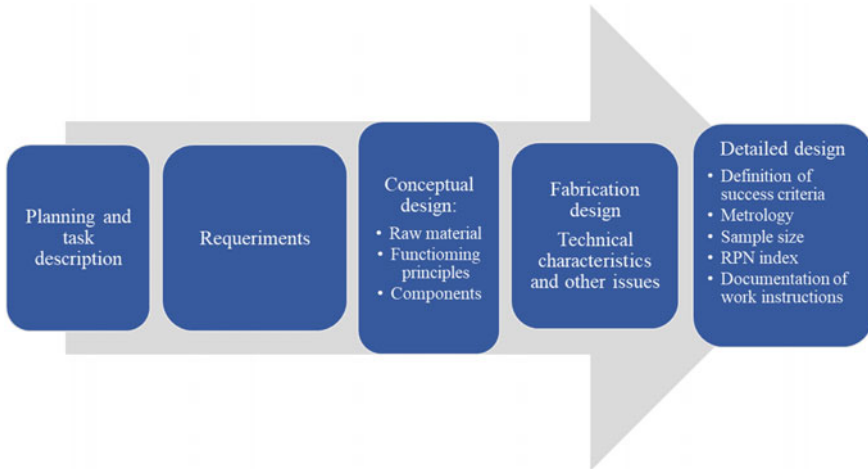 Planning and
task
description
Requeriments
Conceptual
design:
• Raw material
• Functioming
principles
• Components
Fabrication
design
Technical
characteristics
and other issues
Detailed design
• Definition of
success criteria
• Metrology
• Sample size
• RPN index
• Documentation of
work instructions